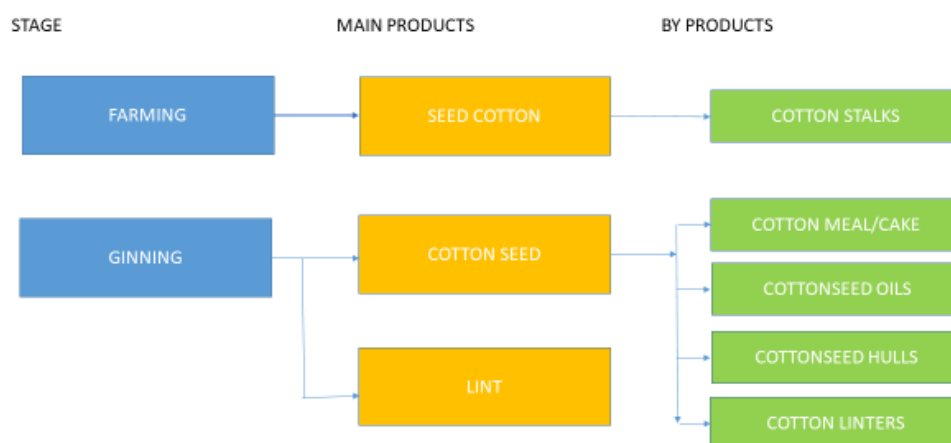 STAGE MAIN PRODUCTS BY PRODUCTS
FARMING SEED COTTON COTTON STALKS
COTTON MEAL/CAKE
GINNING COTTON SEED
COTTONSEED OILS
COTTONSEED HULLS
LINT
COTTON LINTERS